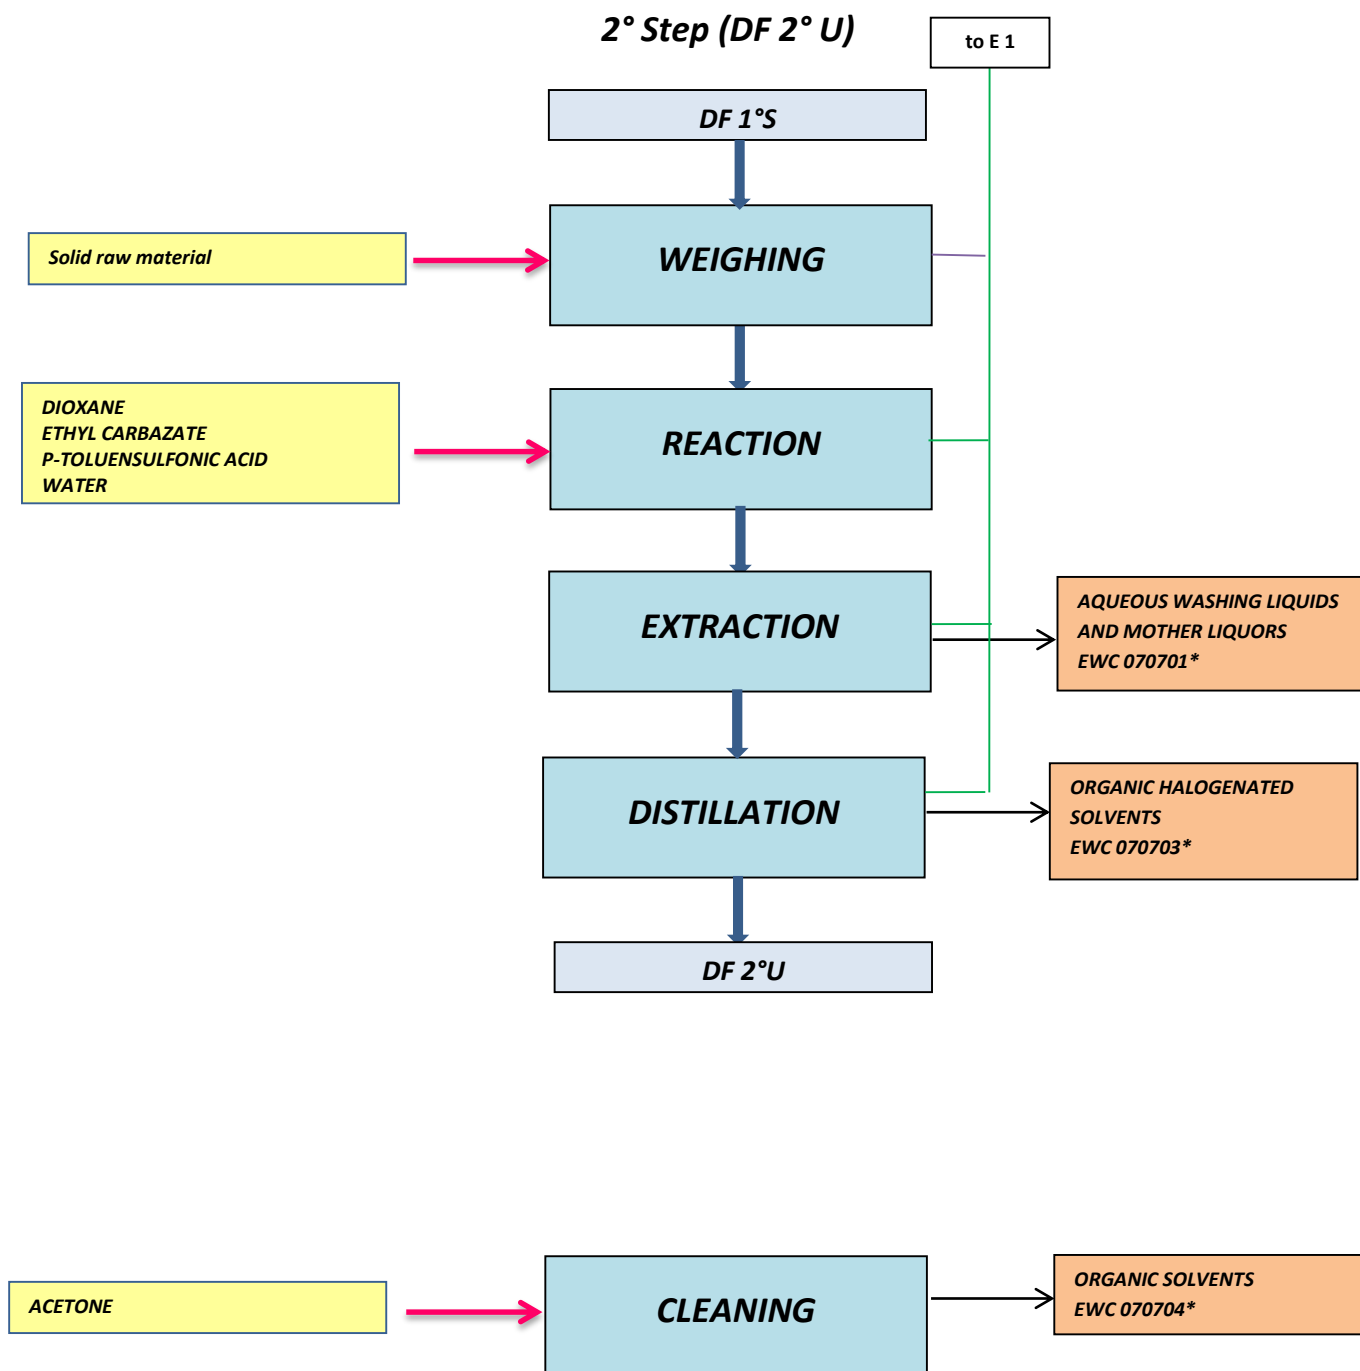 2° Step (DF 2° U)
to E 1
DF 1°S
WEIGHING
Solid raw material
DIOXANE
ETHYL CARBAZATE
P-TOLUENSULFONIC ACID
WATER
REACTION
EXTRACTION
AQUEOUS WASHING LIQUIDS
AND MOTHER LIQUORS
EWC 070701*
DISTILLATION
ORGANIC HALOGENATED
SOLVENTS
EWC 070703*
DF 2°U
ACETONE
CLEANING
ORGANIC SOLVENTS
EWC 070704*